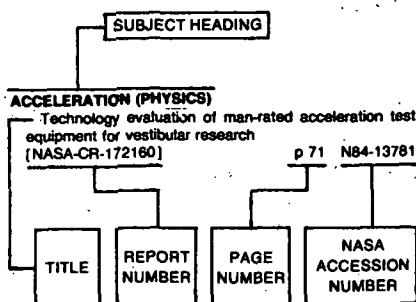 SUBJECT HEADING
ACCELERATION (PHYSICS)
Technology evaluation of man-rated acceleration test
equipment for vestibular research
[NASA-CR-172160] p 71 N84-13781
TITLE
REPORT
NUMBER
PAGE
NUMBER
NASA
ACCESSION
NUMBER